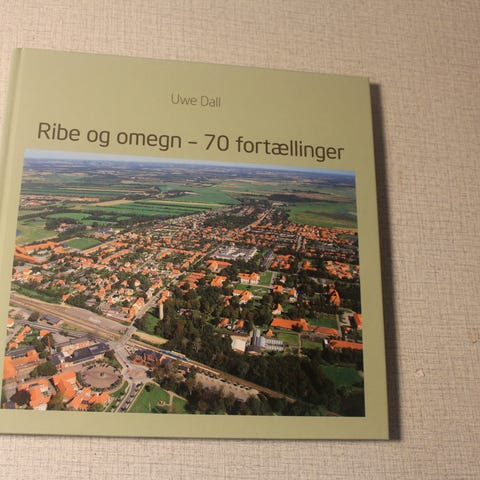 Uwe Dall
Ribe og omegn – 70 fortællinger